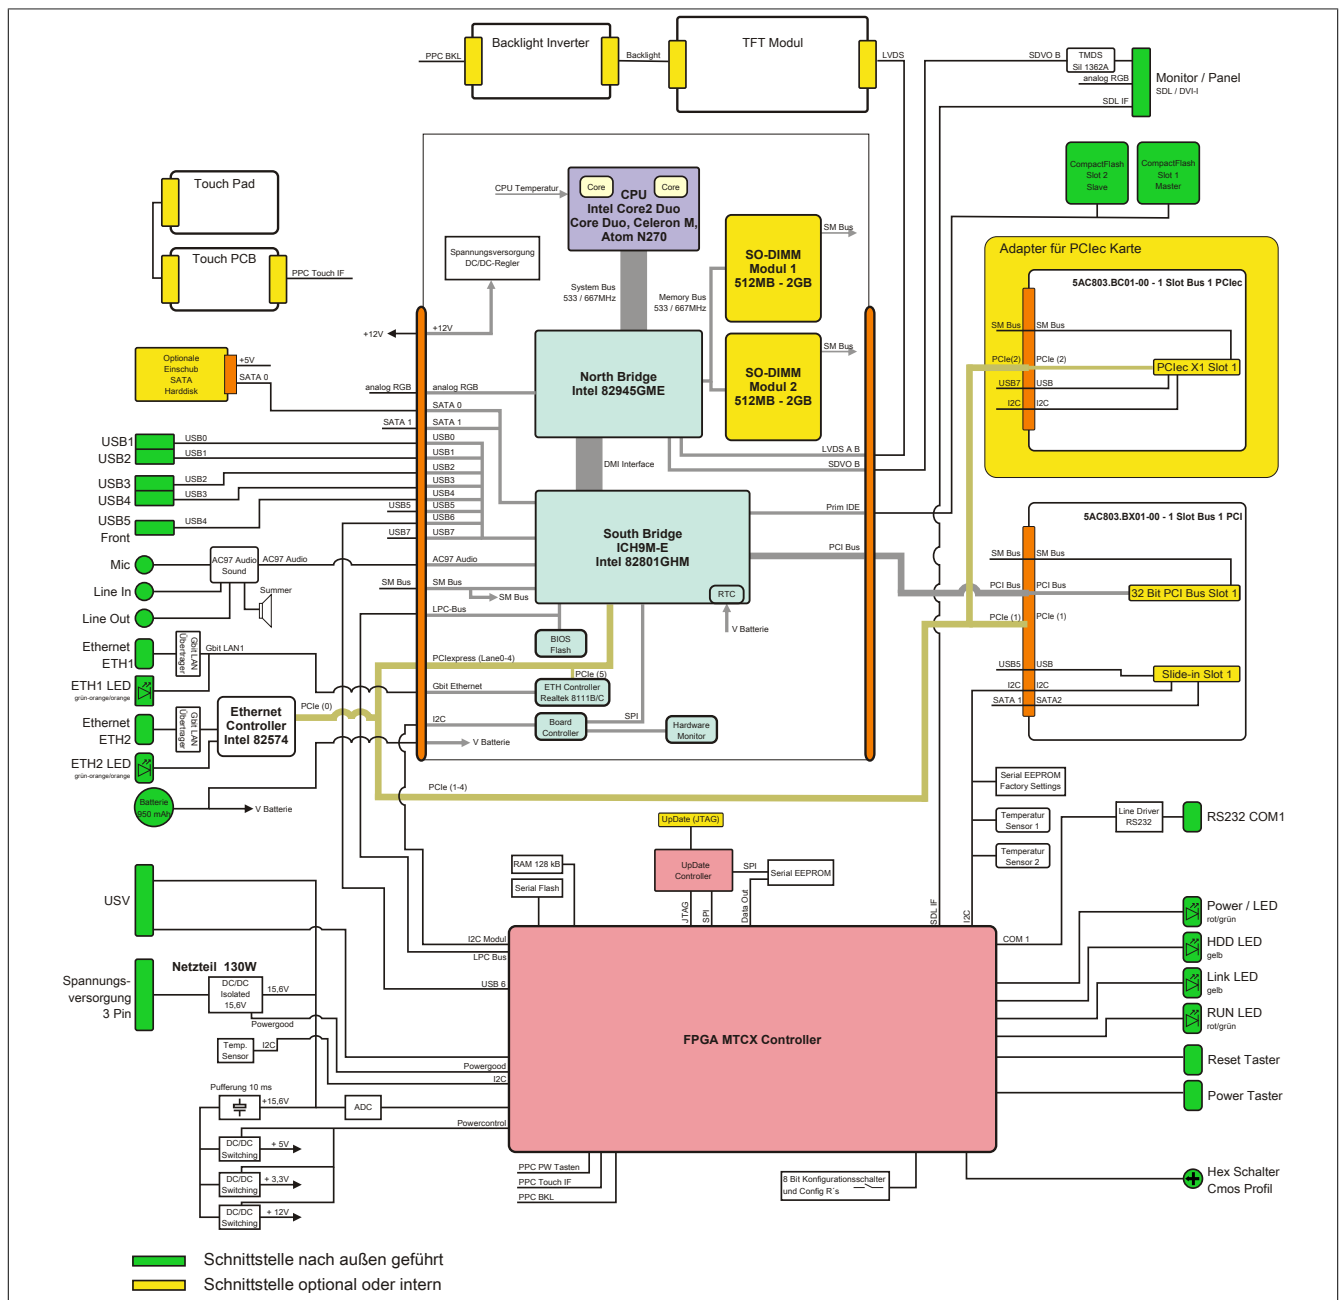 Backlight Inverter
PPC BKL
Backlight
TFT Modul
LVDS
SDVO B
TMDS
Sil 1362A
analog RGB
SDL IF
Monitor / Panel
SDL / DVI-I
CompactFlash
Slot 2
Slave
CompactFlash
Slot 1
Master
Touch Pad
Touch PCB
PPC Touch IF
CPU Temperatur
Core
Core
CPU
Intel Core2 Duo
Core Duo, Celeron M,
Atom N270
Spannungsversorgung
DC/DC-Regler
System Bus
533 / 667MHz
Memory Bus
533 / 667MHz
SO-DIMM
Modul 1
512MB - 2GB
SM Bus
SO-DIMM
Modul 2
512MB - 2GB
SM Bus
North Bridge
Intel 82945GME
DMI Interface
LVDS A B
SDVO B
South Bridge
ICH9M-E
Intel 82801GHM
RTC
Prim IDE
PCI Bus
V Batterie
+12V
+12V
Optionale
Einschub
SATA
Harddisk
+5V
SATA 0
analog RGB
analog RGB
SATA 0
SATA 1
SATA 1
USB0
USB1
USB2
USB3
USB4
USB5
USB5
USB6
USB7
USB7
USB1
USB0
USB2
USB1
USB3
USB2
USB4
USB3
USB5
Front
USB4
Mic
AC97 Audio
Sound
AC97 Audio
AC97 Audio
Summer
Line In
Line Out
SM Bus
SM Bus
SM Bus
LPC-Bus
BIOS
Flash
PCIexpress (Lane0-4)
PCIe (5)
Ethernet
ETH1
Gbit LAN
Übertrager
Gbit LAN1
Gbit Ethernet
ETH Controller
Realtek 8111B/C
ETH1 LED
grün-orange/orange
Ethernet
ETH2
Gbit LAN
Übertrager
Ethernet
Controller
Intel 82574
PCIe (0)
ETH2 LED
grün-orange/orange
I2C
Board
Controller
SPI
Hardware
Monitor
V Batterie
Batterie
950 mAh
V Batterie
PCIe (1-4)
Adapter für PCIec Karte
5AC803.BC01-00 - 1 Slot Bus 1 PCIec
SM Bus
SM Bus
PCIe(2)
PCIe (2)
PCIec X1 Slot 1
USB7
USB
I2C
I2C
5AC803.BX01-00 - 1 Slot Bus 1 PCI
SM Bus
SM Bus
PCI Bus
PCI Bus
32 Bit PCI Bus Slot 1
PCIe (1)
PCIe (1)
USB5
USB
Slide-in Slot 1
I2C
I2C
SATA 1
SATA2
Serial EEPROM
Factory Settings
Temperatur
Sensor 1
Temperatur
Sensor 2
Line Driver
RS232
RS232 COM1
UpDate (JTAG)
UpDate
Controller
SPI
Serial EEPROM
RAM 128 kB
Serial Flash
JTAG
SPI
Data Out
SDL IF
I2C
USV
I2C Modul
LPC Bus
USB 6
COM 1
Netzteil 130W
Spannungs-
versorgung
3 Pin
DC/DC
Isolated
15,6V
15,6V
Powergood
Temp.
Sensor
I2C
Powergood
I2C
FPGA MTCX Controller
Pufferung 10 ms
+15,6V
ADC
Powercontrol
DC/DC
Switching
+ 5V
DC/DC
Switching
+ 3,3V
DC/DC
Switching
+ 12V
PPC PW Tasten
PPC Touch IF
PPC BKL
8 Bit Konfigurationsschalter
und Config R´s
Power / LED
rot/grün
HDD LED
gelb
Link LED
gelb
RUN LED
rot/grün
Reset Taster
Power Taster
Hex Schalter
Cmos Profil
Schnittstelle nach außen geführt
Schnittstelle optional oder intern